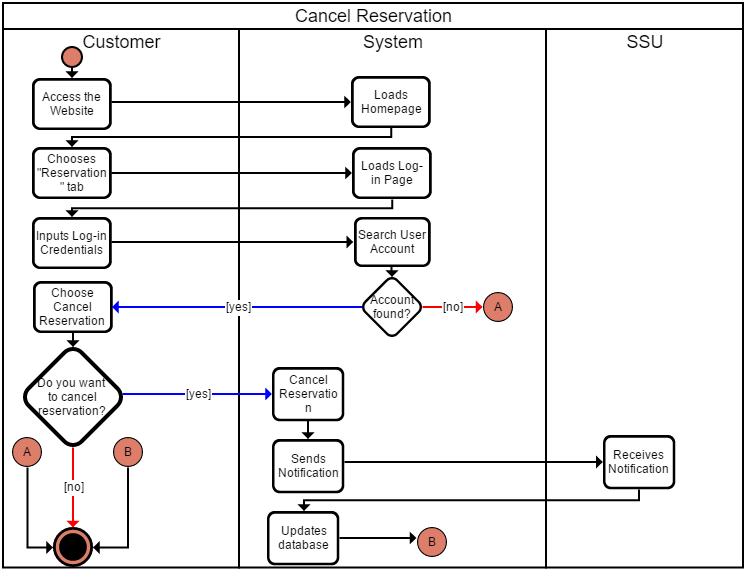 Cancel Reservation
Customer
System
SSU
Access the
Website
Loads
Homepage
Chooses
"Reservation
" tab
Loads Log-
in Page
Inputs Log-in
Credentials
Search User
Account
Choose
Cancel
Reservation
[yes]
Account
found?
[no]
A
Do you want
to cancel
reservation?
[yes]
Cancel
Reservatio
n
A
B
Sends
Notification
Receives
Notification
[no]
Updates
database
B